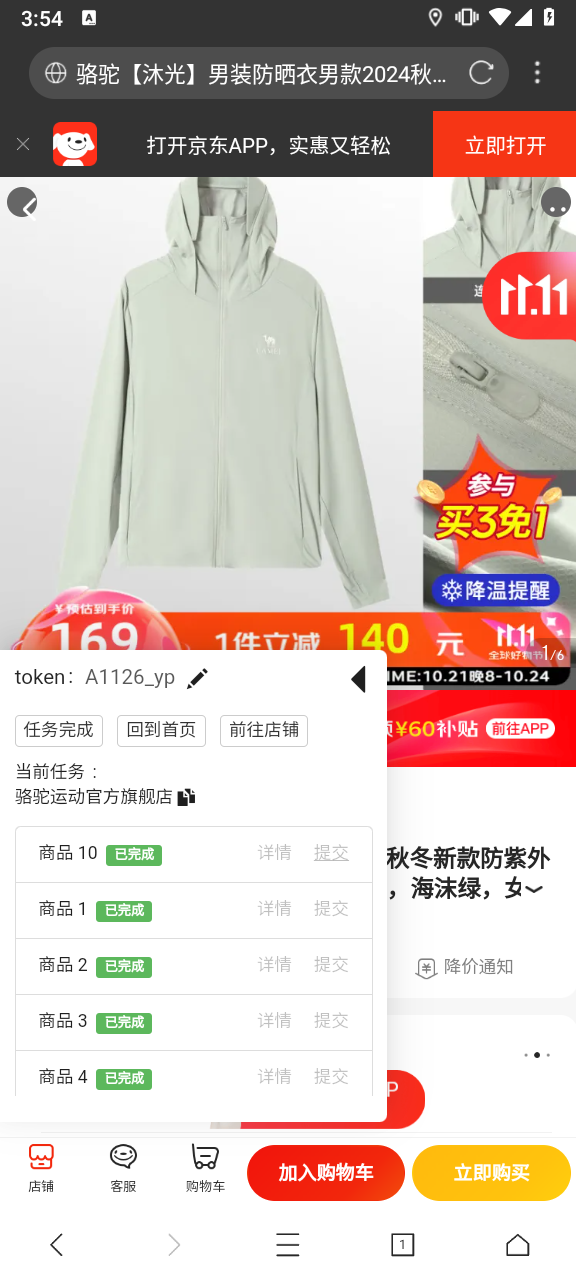 3:54
骆驼【沐光】男装防晒衣男款2024秋...
打开京东APP，实惠又轻松
立即打开
11.11
参与
买3免1
降温提醒
¥预估到手价
169
1件立减 140 元
11.11
全球好物节
1/6
TIME:10.21晚8-10.24
¥60补贴
前往APP
token： A1126_yp
任务完成
回到首页
前往店铺
当前任务：
骆驼运动官方旗舰店
商品 10 已完成 详情 提交
商品 1 已完成 详情 提交
商品 2 已完成 详情 提交
商品 3 已完成 详情 提交
商品 4 已完成 详情 提交
秋冬新款防紫外
，海沫绿，女
降价通知
P
店铺
客服
购物车
加入购物车
立即购买
1